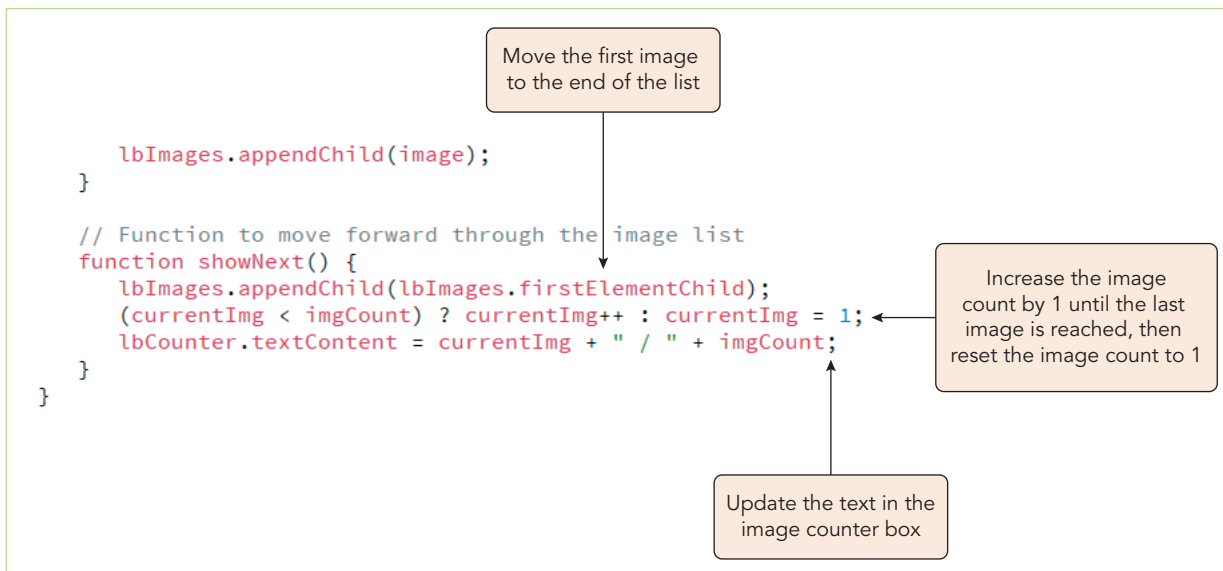 Move the first image
to the end of the list
lbImages.appendChild(image);
}
// Function to move forward through the image list
function showNext() {
lbImages.appendChild(lbImages.firstElementChild);
(currentImg < imgCount) ? currentImg++ : currentImg = 1;
lbCounter.textContent = currentImg + " / " + imgCount;
}
}
Increase the image
count by 1 until the last
image is reached, then
reset the image count to 1
Update the text in the
image counter box